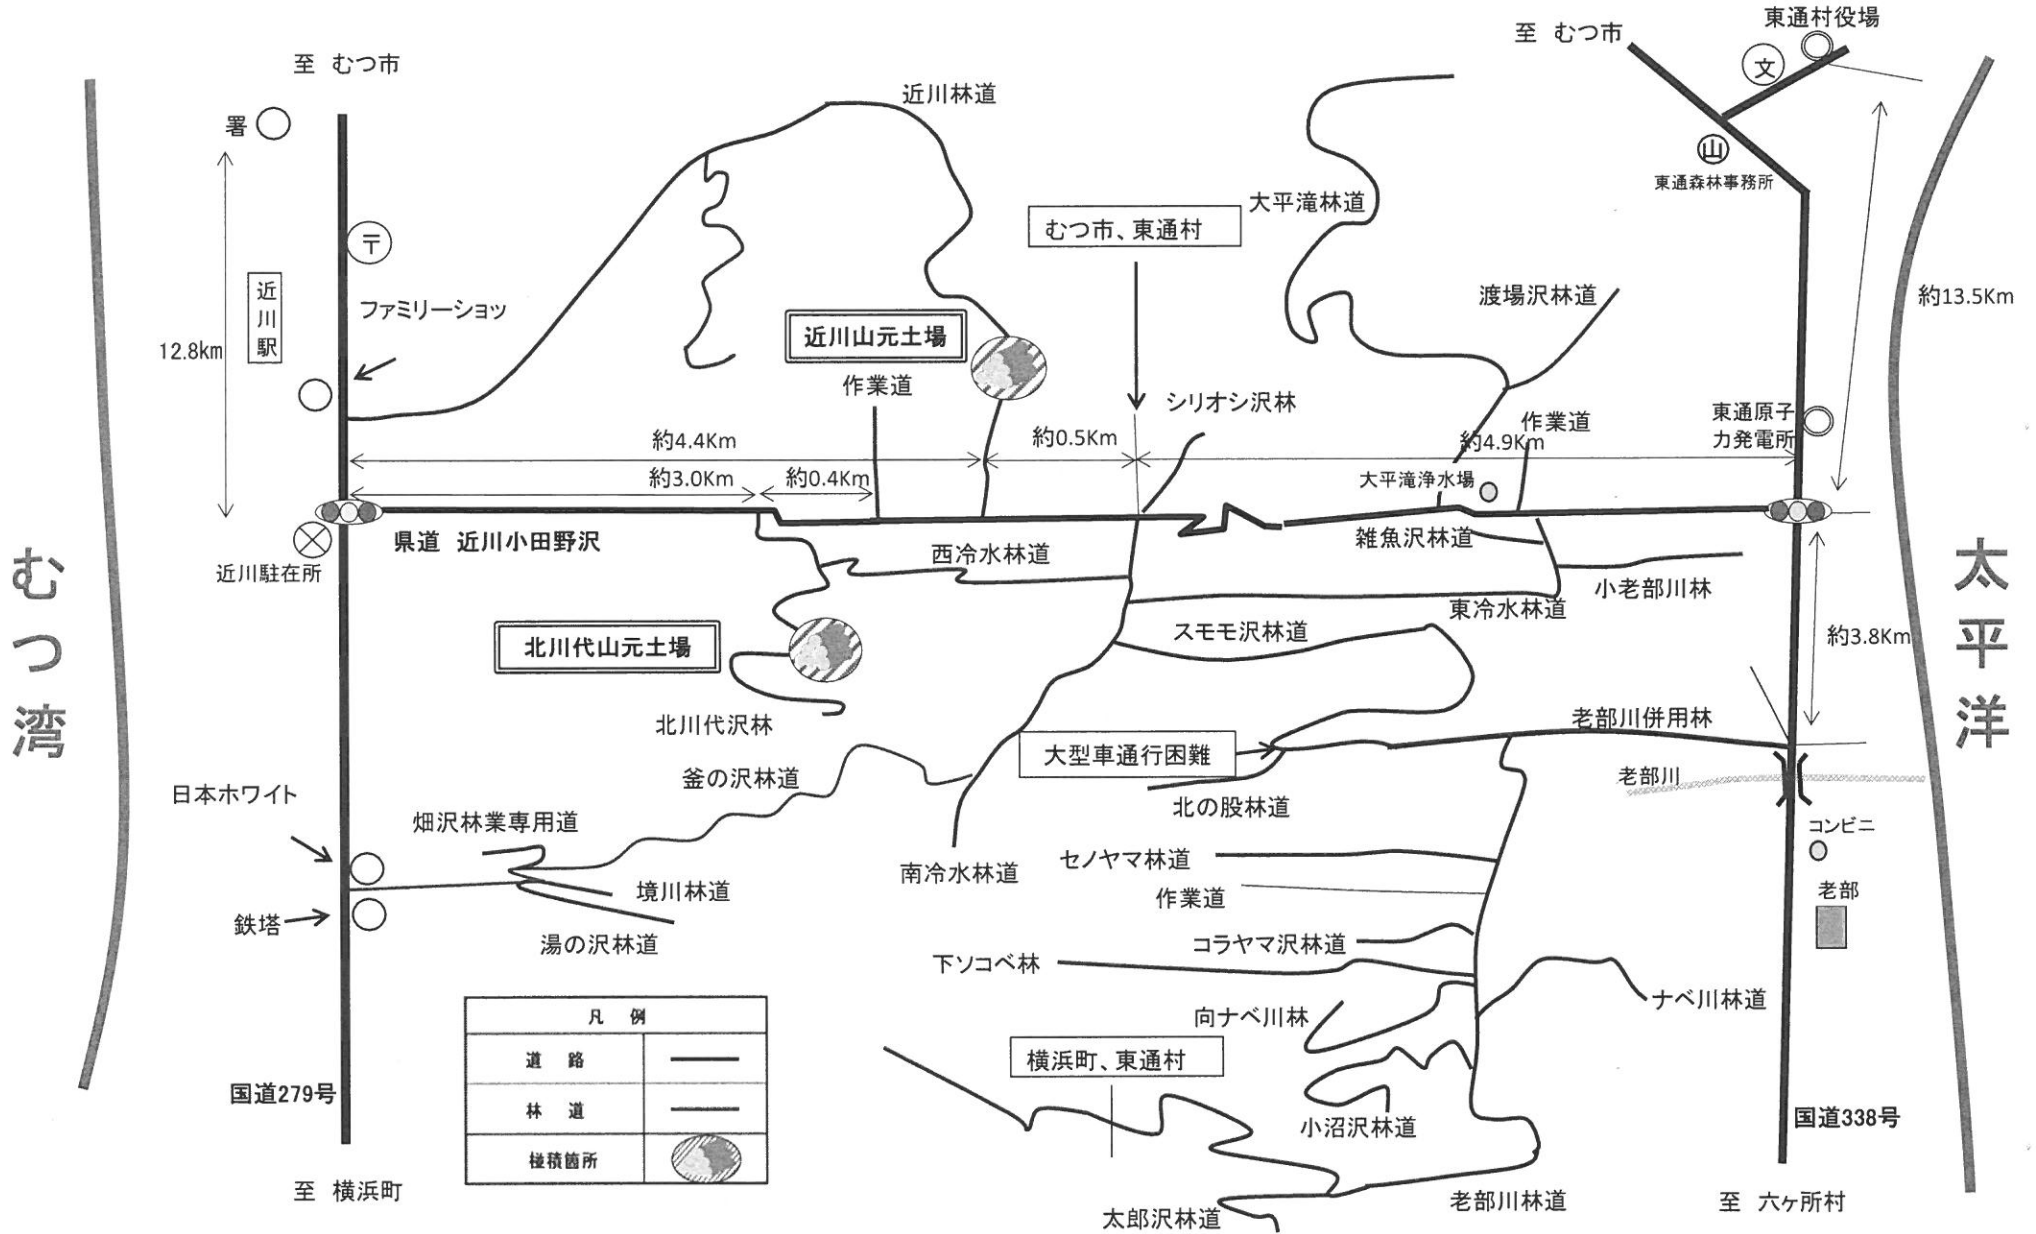 東通村役場
至　むつ市
至　むつ市
文
近川林道
署
山
東通森林事務所
大平滝林道
むつ市、東通村
〒
近川駅
ファミリーショッ
渡場沢林道
約13.5Km
近川山元土場
12.8km
作業道
シリオシ沢林
東通原子
力発電所
作業道
約4.4Km
約0.5Km
約4.9Km
約3.0Km
約0.4Km
大平滝浄水場
県道　近川小田野沢
雑魚沢林道
西冷水林道
近川駐在所
むつ湾
太平洋
小老部川林
東冷水林道
スモモ沢林道
約3.8Km
北川代山元土場
北川代沢林
老部川併用林
大型車通行困難
釜の沢林道
老部川
日本ホワイト
北の股林道
畑沢林業専用道
コンビニ
セノヤマ林道
南冷水林道
境川林道
老部
作業道
鉄塔
湯の沢林道
コラヤマ沢林道
下ソコベ林
ナベ川林道
向ナベ川林
凡　例
道　路
林　道
椪積箇所
横浜町、東通村
国道279号
小沼沢林道
国道338号
至　横浜町
太郎沢林道
老部川林道
至　六ヶ所村